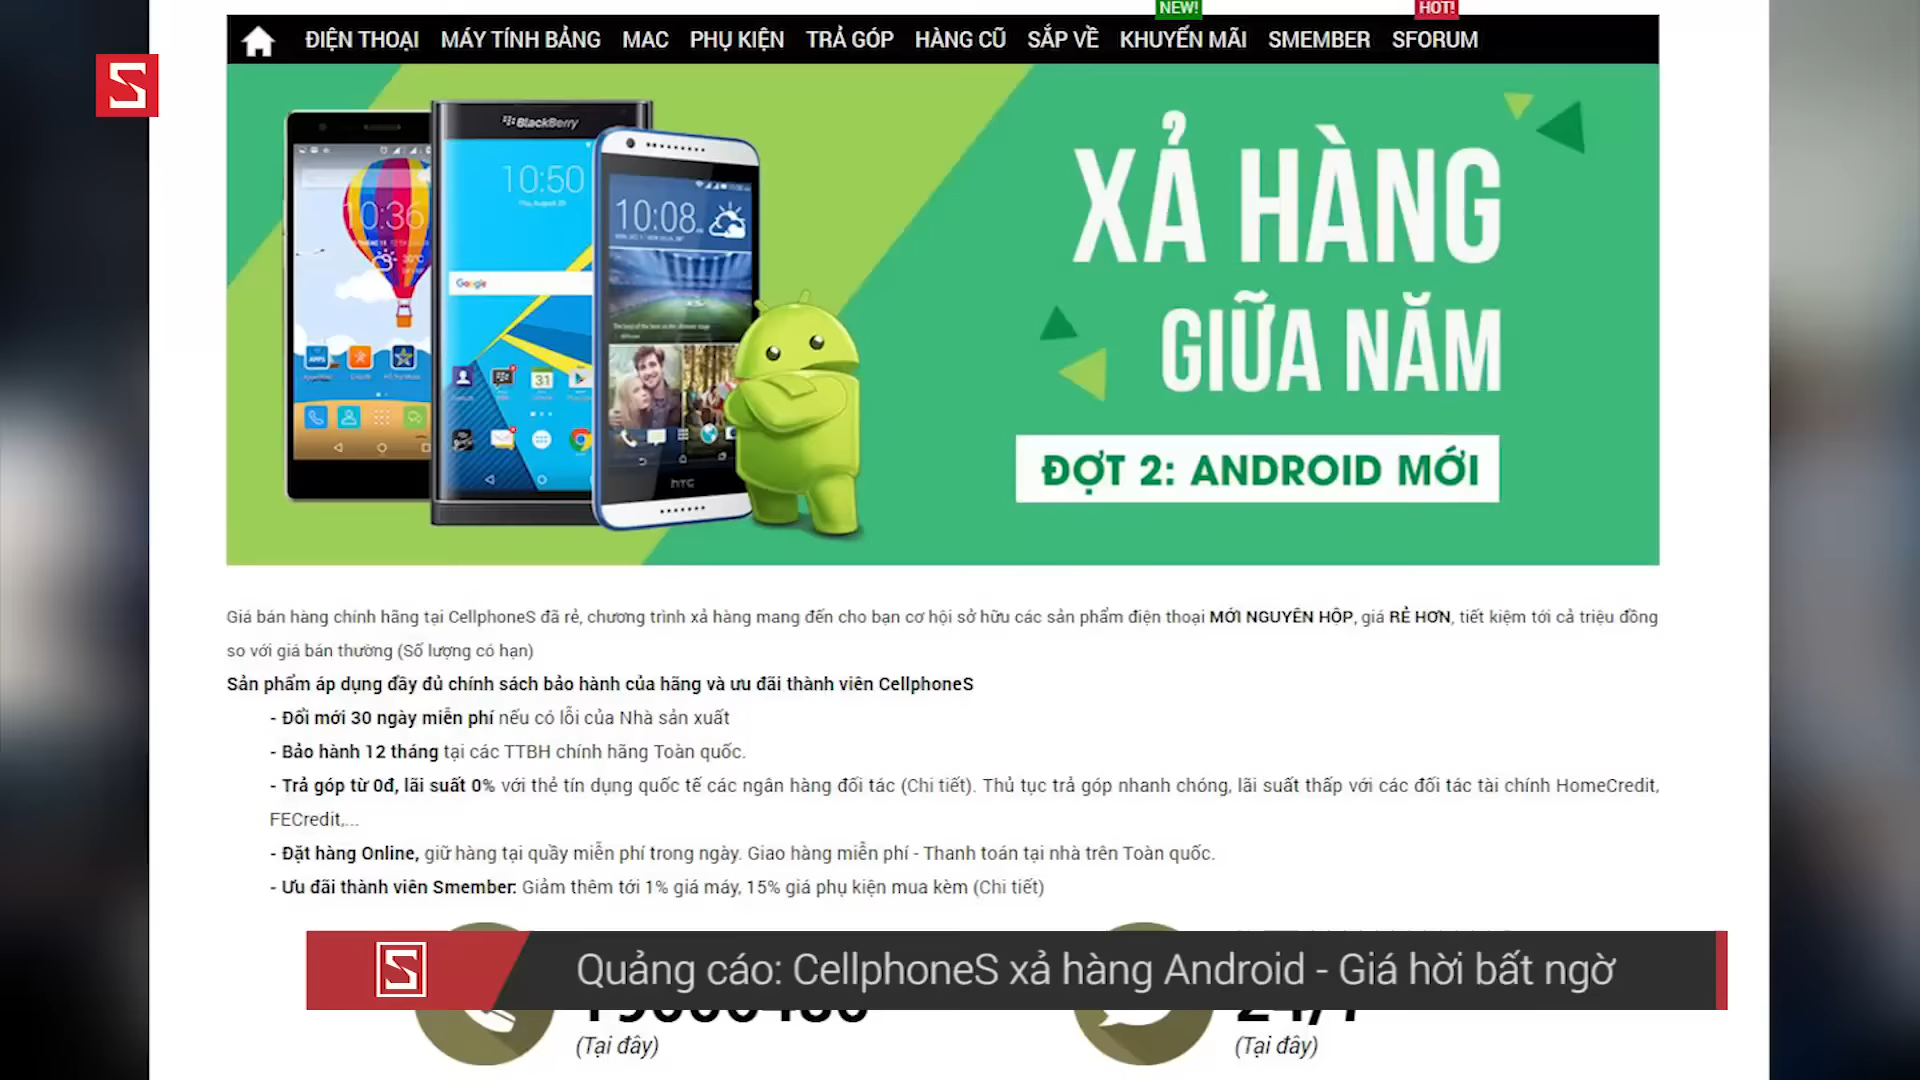 NEW!
HOT!
ĐIỆN THOẠI MÁY TÍNH BẢNG MAC PHỤ KIỆN TRẢ GÓP HÀNG CŨ SẮP VỀ KHUYẾN MÃI SMEMBER SFORUM
S
BlackBerry
10:36
10:50
10:08
Google
31
hTC
XẢ HÀNG
GIỮA NĂM
ĐỢT 2: ANDROID MỚI
Giá bán hàng chính hãng tại CellphoneS đã rẻ, chương trình xả hàng mang đến cho bạn cơ hội sở hữu các sản phẩm điện thoại MỚI NGUYÊN HỘP, giá RẺ HƠN, tiết kiệm tới cả triệu đồng
so với giá bán thường (Số lượng có hạn)
Sản phẩm áp dụng đầy đủ chính sách bảo hành của hãng và ưu đãi thành viên CellphoneS
- Đổi mới 30 ngày miễn phí nếu có lỗi của Nhà sản xuất
- Bảo hành 12 tháng tại các TTBH chính hãng Toàn quốc.
- Trả góp từ 0đ, lãi suất 0% với thẻ tín dụng quốc tế các ngân hàng đối tác (Chi tiết). Thủ tục trả góp nhanh chóng, lãi suất thấp với các đối tác tài chính HomeCredit,
FECredit,...
- Đặt hàng Online, giữ hàng tại quầy miễn phí trong ngày. Giao hàng miễn phí - Thanh toán tại nhà trên Toàn quốc.
- Ưu đãi thành viên Smember: Giảm thêm tới 1% giá máy, 15% giá phụ kiện mua kèm (Chi tiết)
S
Quảng cáo: CellphoneS xả hàng Android - Giá hời bất ngờ
(Tại đây)
(Tại đây)